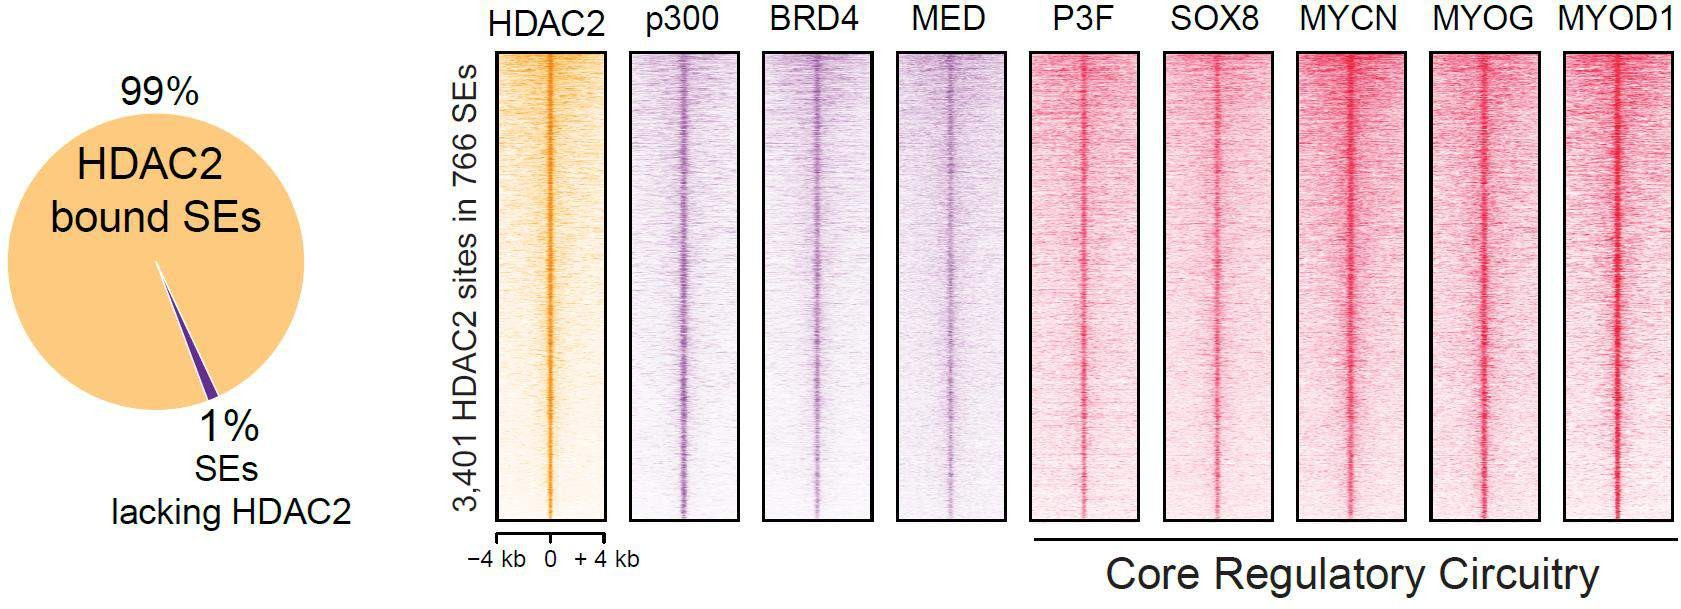 99%
HDAC2
bound SEs
1%
SEs
lacking HDAC2
3,401 HDAC2 sites in 766 SEs
HDAC2 p300 BRD4 MED P3F SOX8 MYCN MYOG MYOD1
−4 kb 0 + 4 kb
Core Regulatory Circuitry